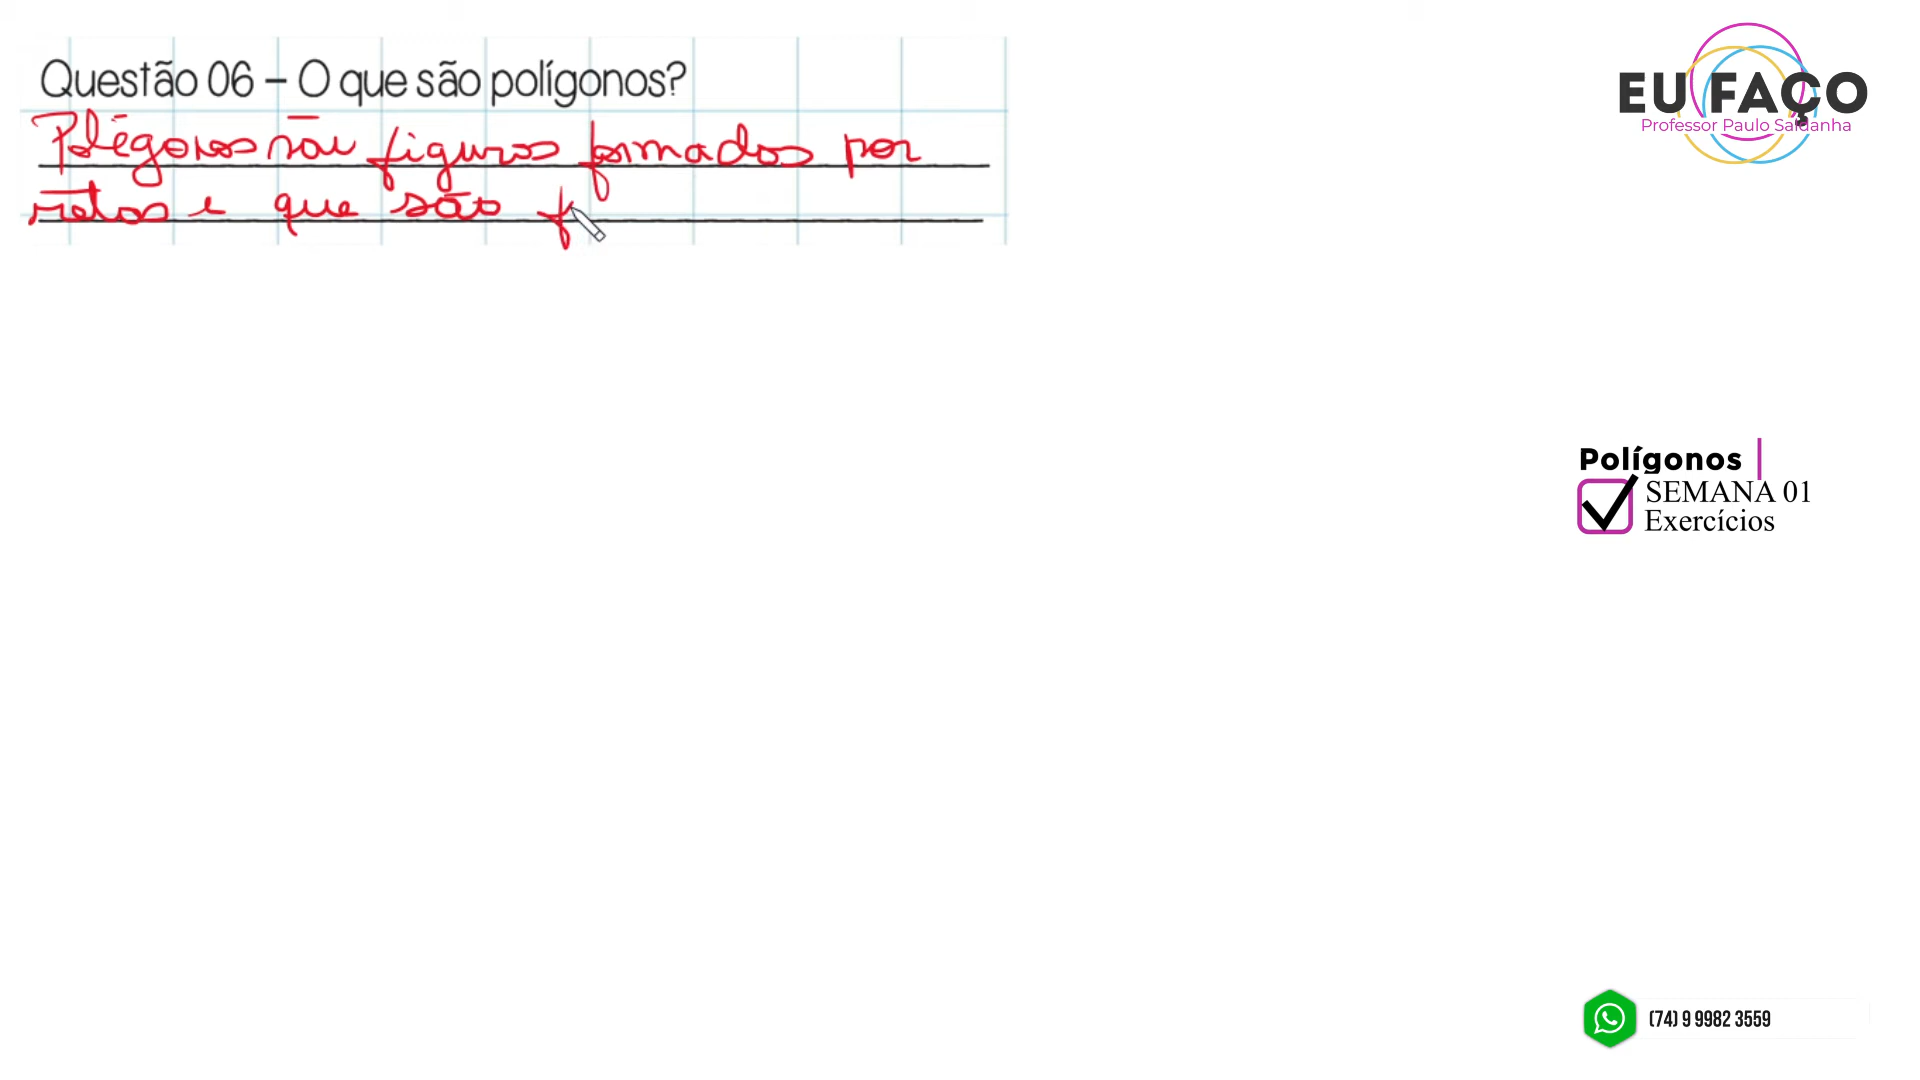 Questão 06 – O que são polígonos?
Polígonos são figuras formados por
retos e que são f
EU FAÇO
Professor Paulo Saldanha
Polígonos
SEMANA 01
Exercícios
(74) 9 9982 3559